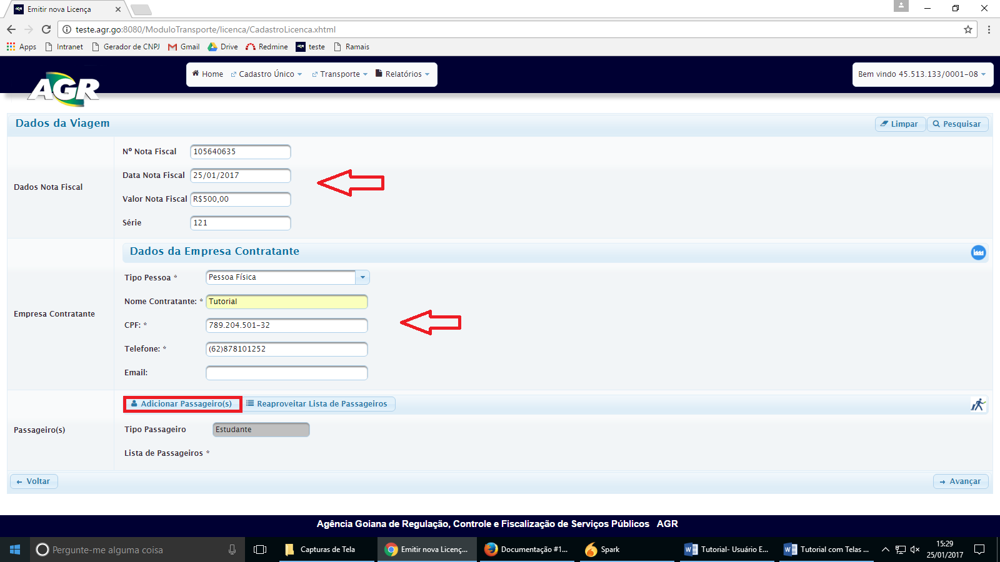 Emitir nova Licença
teste.agr.go:8080/ModuloTransporte/licenca/CadastroLicenca.xhtml
Apps Intranet Gerador de CNPJ Gmail Drive Redmine AGR teste Ramais
AGR Home Cadastro Único Transporte Relatórios Bem vindo 45.513.133/0001-08
Dados da Viagem Limpar Pesquisar
Nº Nota Fiscal 105640635
Data Nota Fiscal 25/01/2017
Dados Nota Fiscal
Valor Nota Fiscal R$500,00
Série 121
Dados da Empresa Contratante
Tipo Pessoa * Pessoa Física
Nome Contratante: * Tutorial
Empresa Contratante
CPF: * 789.204.501-32
Telefone: * (62)878101252
Email:
Adicionar Passageiro(s) Reaproveitar Lista de Passageiros
Passageiro(s)
Tipo Passageiro Estudante
Lista de Passageiros *
Voltar Avançar
Agência Goiana de Regulação, Controle e Fiscalização de Serviços Públicos AGR
Pergunte-me alguma coisa Capturas de Tela Emitir nova Licenç... Documentação #1... Spark Tutorial- Usuário E... Tutorial com Telas ... 15:29
25/01/2017